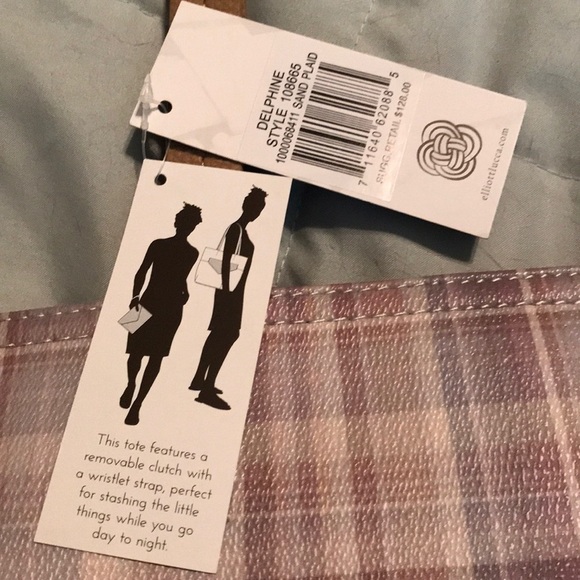 DELPHINE
STYLE 108665
1000068411 SAND PLAID
7 11640 62088 5
SUGG.RETAIL $128.00
elliottlucca.com
This tote features a
removable clutch with
a wristlet strap, perfect
for stashing the little
things while you go
day to night.